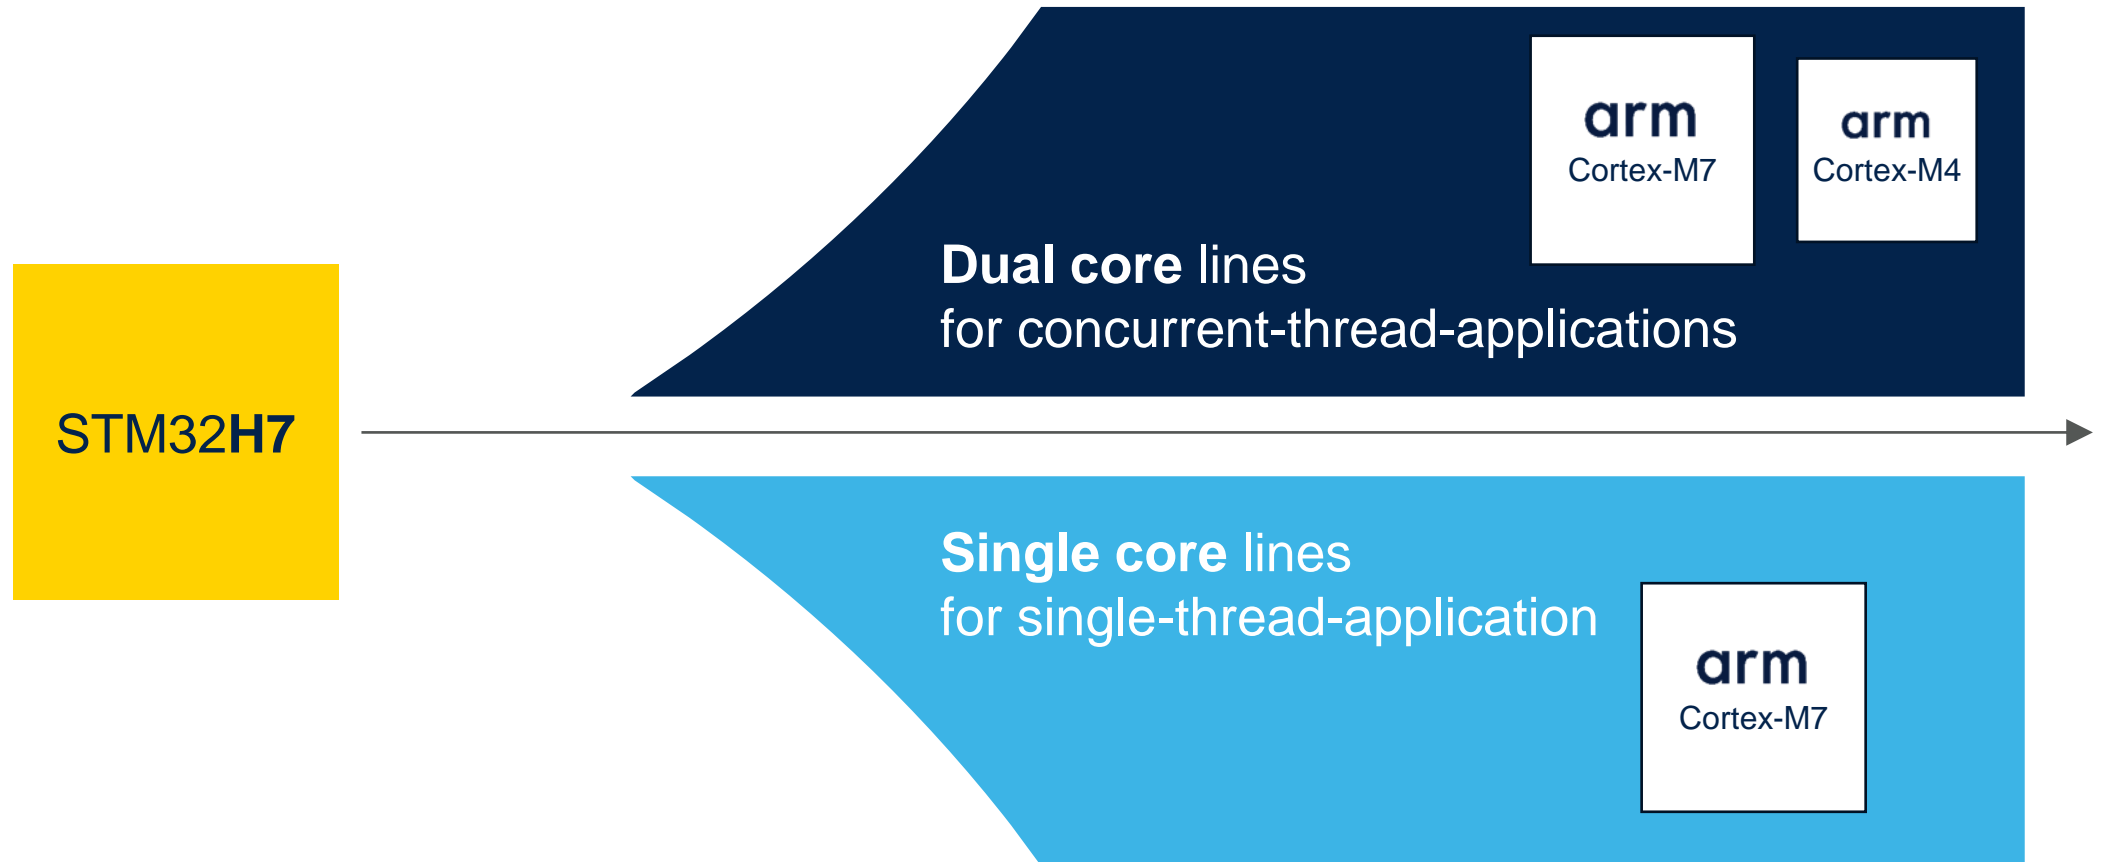 STM32H7
arm
Cortex-M7
arm
Cortex-M4
Dual core lines
for concurrent-thread-applications
Single core lines
for single-thread-application
arm
Cortex-M7